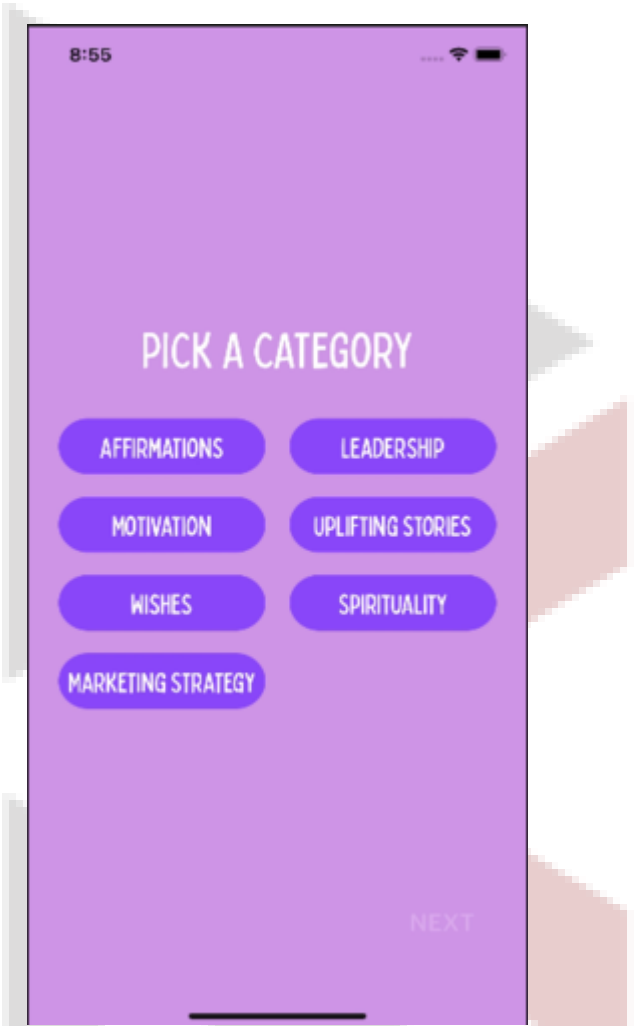 8:55
PICK A CATEGORY
AFFIRMATIONS
LEADERSHIP
MOTIVATION
UPLIFTING STORIES
WISHES
SPIRITUALITY
MARKETING STRATEGY
NEXT